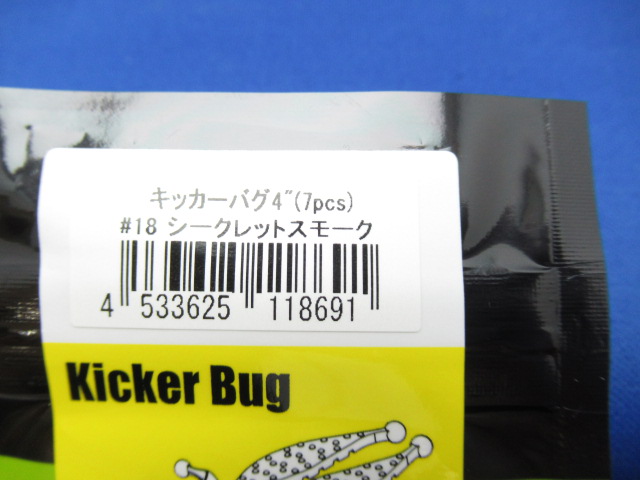 キッカーバグ4"(7pcs)
#18 シークレットスモーク
4 533625 118691
Kicker Bug